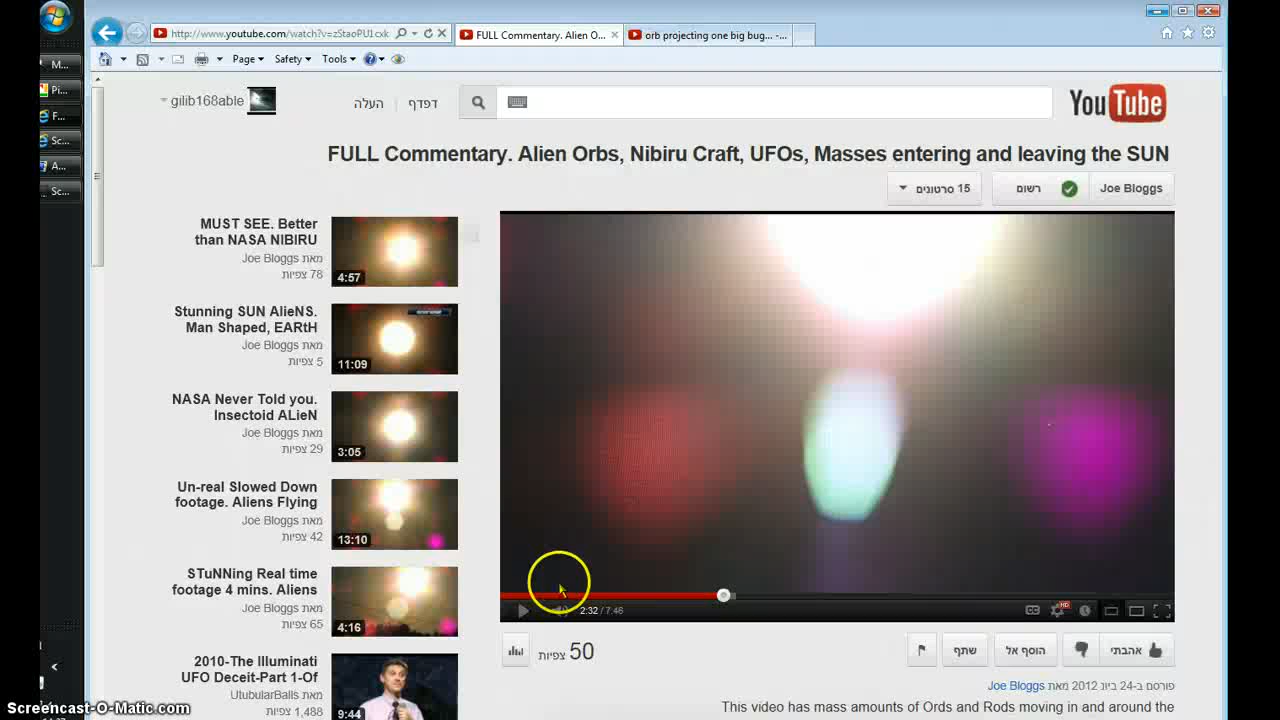 http://www.youtube.com/watch?v=zStaoPU1cxk
FULL Commentary. Alien O...
orb projecting one big bug... -...
M...
Page
Safety
Tools
Pi...
F...
Sc...
A...
Sc...
gilib168able
העלה
דפדף
YouTube
FULL Commentary. Alien Orbs, Nibiru Craft, UFOs, Masses entering and leaving the SUN
15 סרטונים
רשום
Joe Bloggs
MUST SEE. Better
than NASA NIBIRU
מאת Joe Bloggs
78 צפיות
4:57
Stunning SUN AlieNS.
Man Shaped, EARtH
מאת Joe Bloggs
5 צפיות
11:09
NASA Never Told you.
Insectoid ALieN
מאת Joe Bloggs
29 צפיות
3:05
Un-real Slowed Down
footage. Aliens Flying
מאת Joe Bloggs
42 צפיות
13:10
STuNNing Real time
footage 4 mins. Aliens
מאת Joe Bloggs
65 צפיות
4:16
2010-The Illuminati
UFO Deceit-Part 1-Of
מאת UtubularBalls
1,488 צפיות
9:44
2:32 / 7:46
CC
HD
50 צפיות
שתף
הוסף אל
אהבתי
פורסם ב-24 ביונ 2012 מאת Joe Bloggs
This video has mass amounts of Ords and Rods moving in and around the
Screencast-O-Matic.com